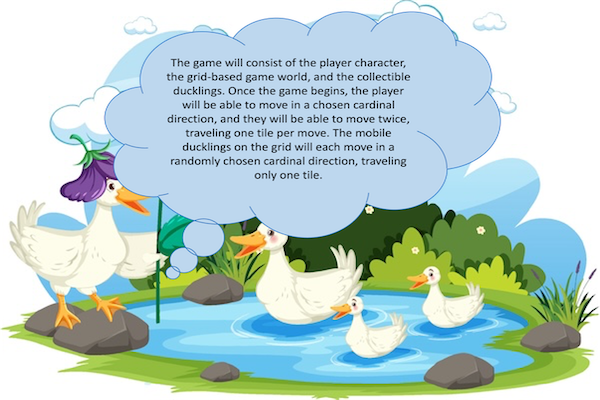 The game will consist of the player character,
the grid-based game world, and the collectible
ducklings. Once the game begins, the player
will be able to move in a chosen cardinal
direction, and they will be able to move twice,
traveling one tile per move. The mobile
ducklings on the grid will each move in a
randomly chosen cardinal direction, traveling
only one tile.